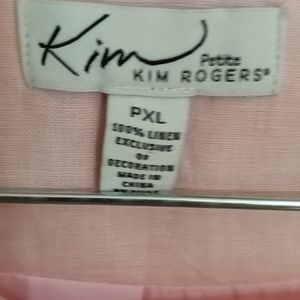 Kim
Petite
KIM ROGERS®
PXL
100% LINEN
EXCLUSIVE
OF
DECORATION
MADE IN
CHINA